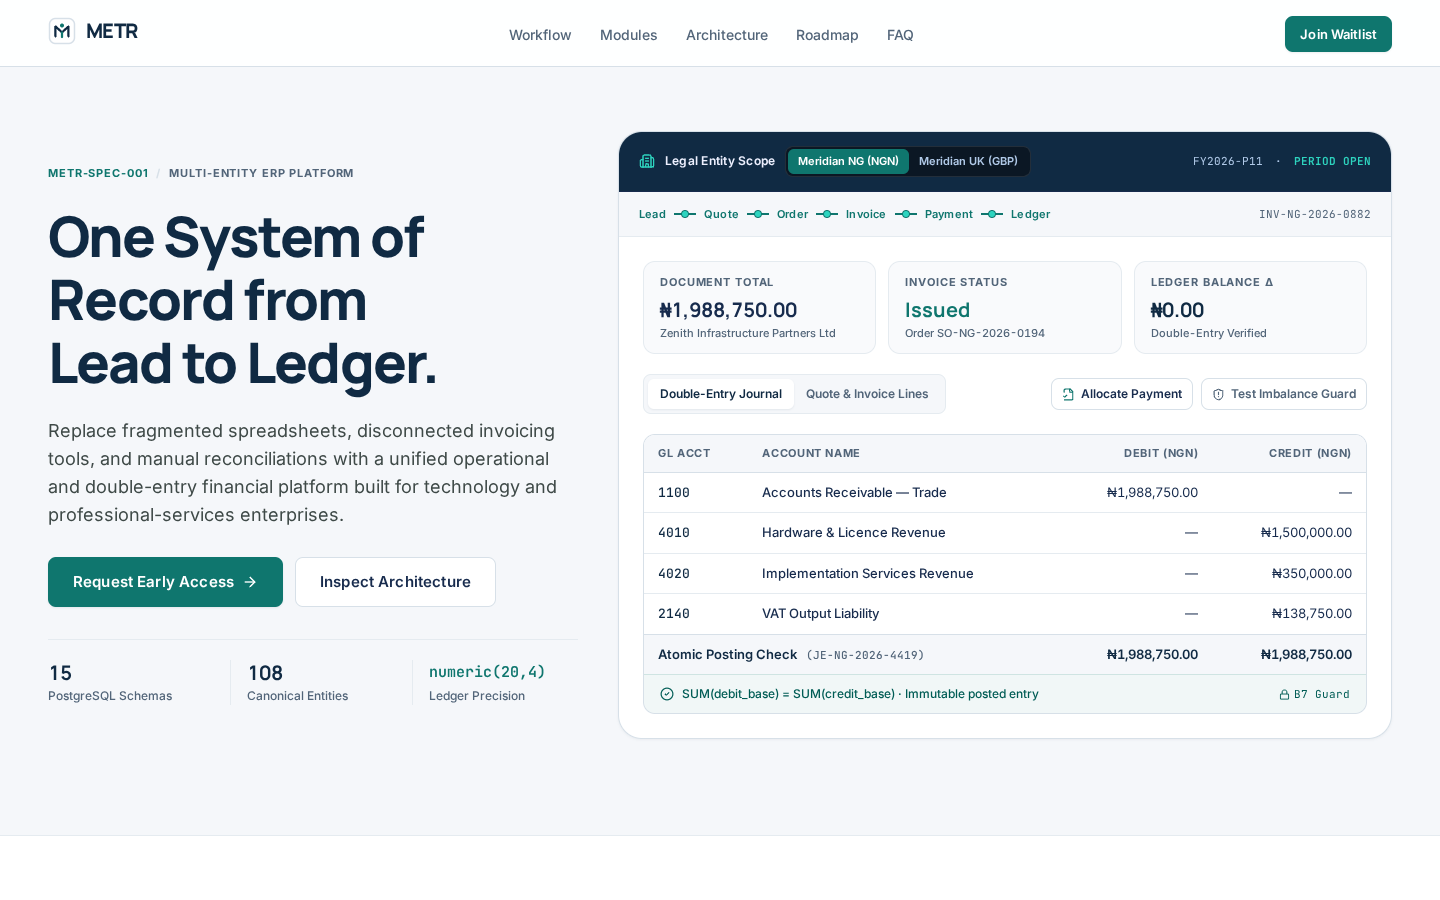 METR
Workflow
Modules
Architecture
Roadmap
FAQ
Join Waitlist
METR-SPEC-001 / MULTI-ENTITY ERP PLATFORM
One System of
Record from
Lead to Ledger.
Replace fragmented spreadsheets, disconnected invoicing
tools, and manual reconciliations with a unified operational
and double-entry financial platform built for technology and
professional-services enterprises.
Request Early Access →
Inspect Architecture
15
PostgreSQL Schemas
108
Canonical Entities
numeric(20,4)
Ledger Precision
Legal Entity Scope
Meridian NG (NGN)
Meridian UK (GBP)
FY2026-P11 · PERIOD OPEN
Lead
Quote
Order
Invoice
Payment
Ledger
INV-NG-2026-0882
DOCUMENT TOTAL
₦1,988,750.00
Zenith Infrastructure Partners Ltd
INVOICE STATUS
Issued
Order SO-NG-2026-0194
LEDGER BALANCE Δ
₦0.00
Double-Entry Verified
Double-Entry Journal
Quote & Invoice Lines
Allocate Payment
Test Imbalance Guard
GL ACCT ACCOUNT NAME DEBIT (NGN) CREDIT (NGN)
1100 Accounts Receivable — Trade ₦1,988,750.00 —
4010 Hardware & Licence Revenue — ₦1,500,000.00
4020 Implementation Services Revenue — ₦350,000.00
2140 VAT Output Liability — ₦138,750.00
Atomic Posting Check (JE-NG-2026-4419) ₦1,988,750.00 ₦1,988,750.00
SUM(debit_base) = SUM(credit_base) · Immutable posted entry
B7 Guard